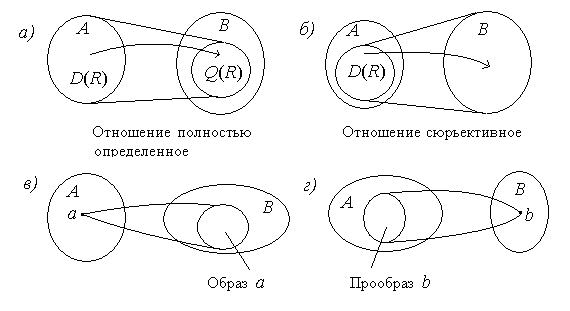 а)
A
B
D(R)
Q(R)
Отношение полностью
определенное
б)
A
B
D(R)
Отношение сюръективное
в)
A
a
B
Образ a
г)
A
B
b
Прообраз b